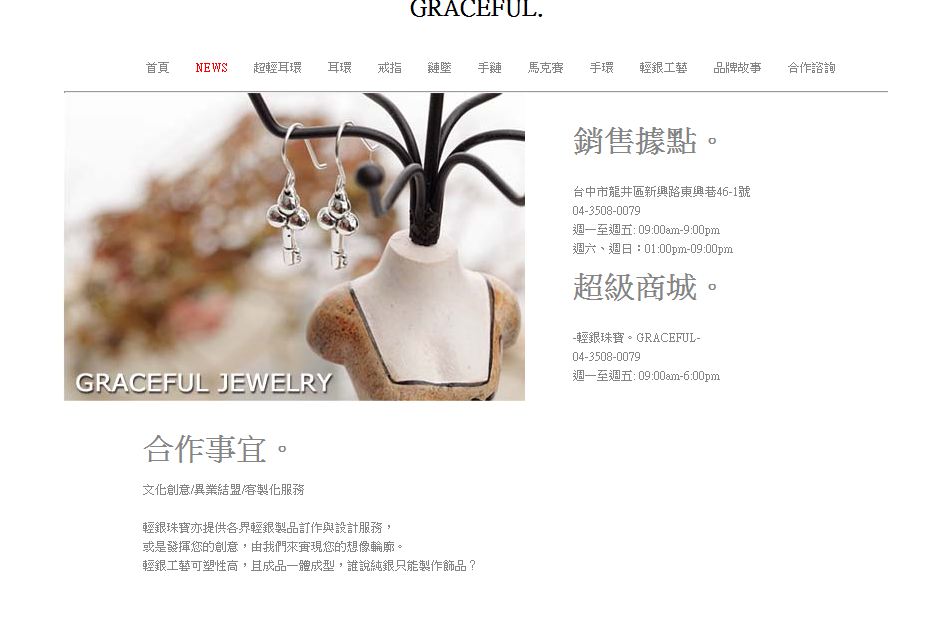 GRACEFUL.
首頁 NEWS 超輕耳環 耳環 戒指 鏈墜 手鏈 馬克賽 手環 輕銀工藝 品牌故事 合作諮詢
GRACEFUL JEWELRY
銷售據點。
台中市龍井區新興路東興巷46-1號
04-3508-0079
週一至週五: 09:00am-9:00pm
週六、週日：01:00pm-09:00pm
超級商城。
-輕銀珠寶。GRACEFUL-
04-3508-0079
週一至週五: 09:00am-6:00pm
合作事宜。
文化創意/異業結盟/客製化服務
輕銀珠寶亦提供各界輕銀製品訂作與設計服務，
或是發揮您的創意，由我們來實現您的想像輪廓。
輕銀工藝可塑性高，且成品一體成型，誰說純銀只能製作飾品？